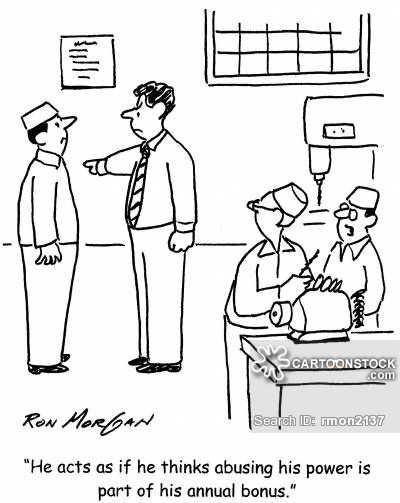 CARTOONSTOCK
.com
Search ID: rmon2137
RON MORGAN
“He acts as if he thinks abusing his power is
part of his annual bonus.”